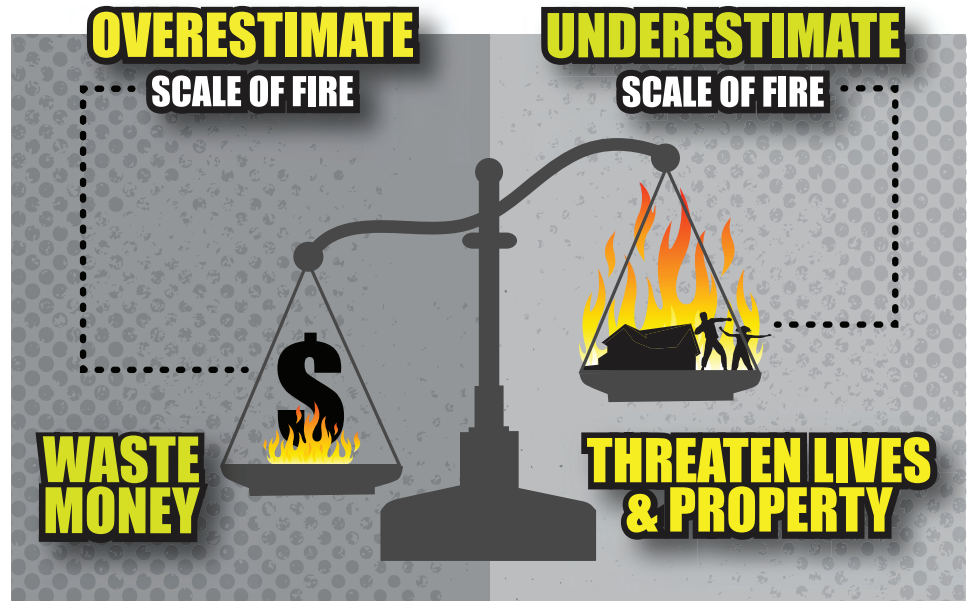 OVERESTIMATE
SCALE OF FIRE
UNDERESTIMATE
SCALE OF FIRE
$
WASTE
MONEY
THREATEN LIVES
& PROPERTY